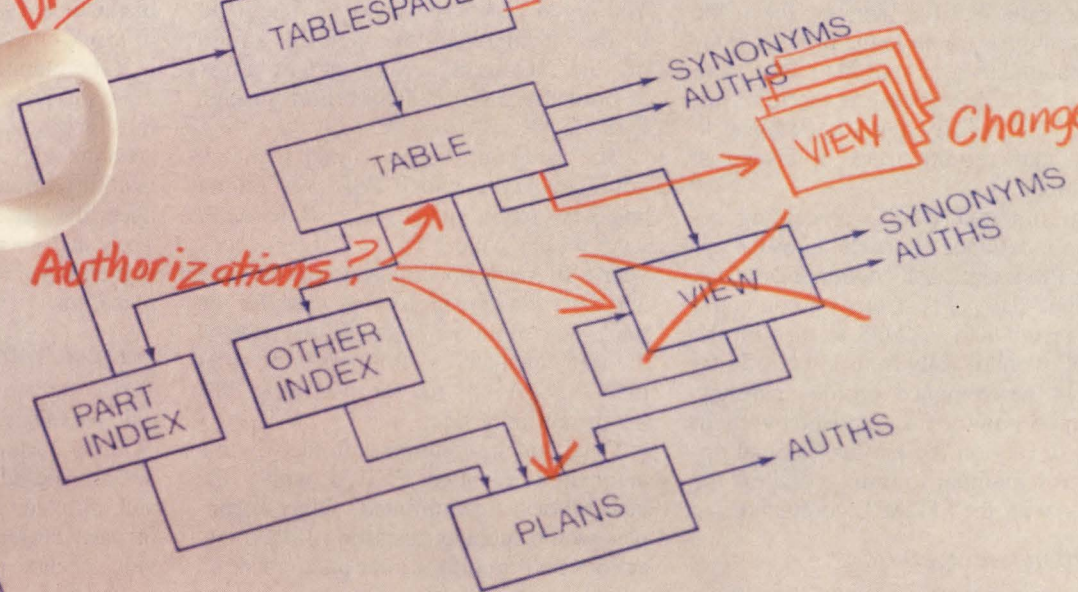 TABLESPACE
SYNONYMS
AUTHS
TABLE
VIEW
Change
SYNONYMS
AUTHS
Authorizations?
VIEW
OTHER
INDEX
PART
INDEX
AUTHS
PLANS